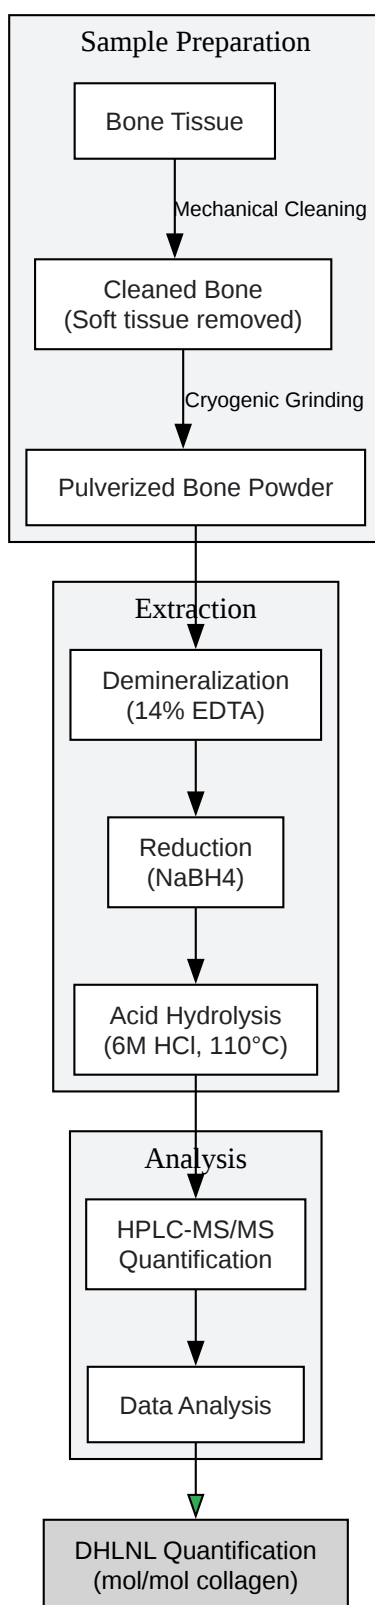 Sample Preparation
Bone Tissue
Mechanical Cleaning
Cleaned Bone
(Soft tissue removed)
Cryogenic Grinding
Pulverized Bone Powder
Extraction
Demineralization
(14% EDTA)
Reduction
(NaBH4)
Acid Hydrolysis
(6M HCl, 110°C)
Analysis
HPLC-MS/MS
Quantification
Data Analysis
DHLNL Quantification
(mol/mol collagen)